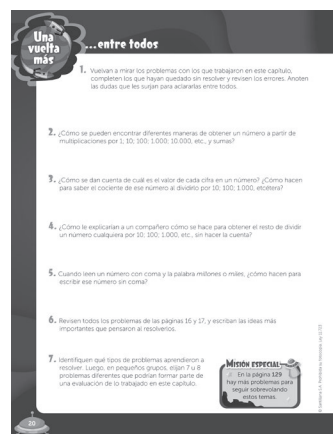 Una
vuelta
más
...entre todos
1. Vuelvan a mirar los problemas con los que trabajaron en este capítulo,
completen los que hayan quedado sin resolver y revisen los errores. Anoten
las dudas que les surjan para aclararlas entre todos.
2. ¿Cómo se pueden encontrar diferentes maneras de obtener un número a partir de
multiplicaciones por 1; 10; 100; 1.000; 10.000, etc., y sumas?
3. ¿Cómo se dan cuenta de cuál es el valor de cada cifra en un número? ¿Cómo hacen
para saber el cociente de ese número al dividirlo por 10; 100; 1.000, etcétera?
4. ¿Cómo le explicarían a un compañero cómo se hace para obtener el resto de dividir
un número cualquiera por 10; 100; 1.000, etc., sin hacer la cuenta?
5. Cuando leen un número con coma y la palabra millones o miles, ¿cómo hacen para
escribir ese número sin coma?
6. Revisen todos los problemas de las páginas 16 y 17, y escriban las ideas más
importantes que pensaron al resolverlos.
7. Identifiquen qué tipos de problemas aprendieron a
resolver. Luego, en pequeños grupos, elijan 7 u 8
problemas diferentes que podrían formar parte de
una evaluación de lo trabajado en este capítulo.
MISIÓN ESPECIAL
En la página 129
hay más problemas para
seguir sobrevolando
estos temas.
20